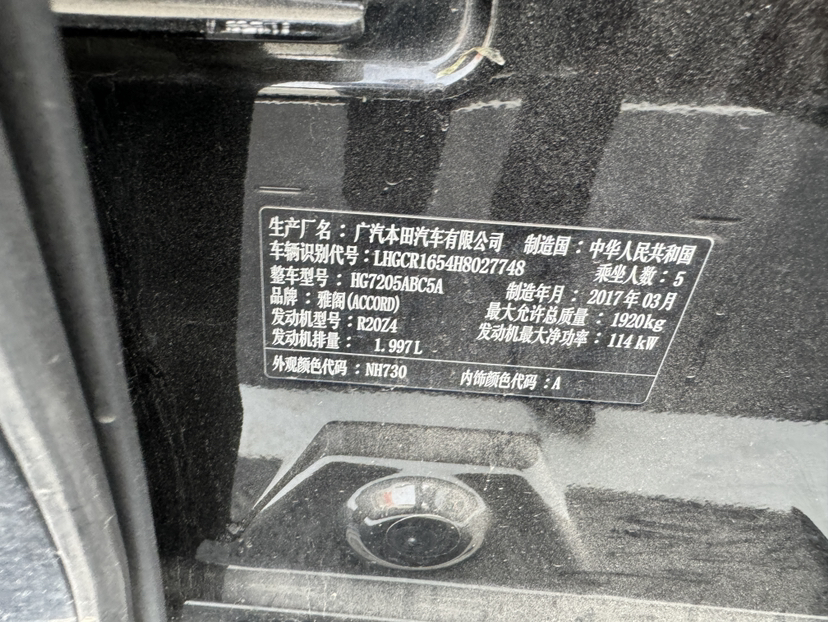 生产厂名：广汽本田汽车有限公司 制造国：中华人民共和国
车辆识别代号：LHGCR1654H8027748 乘坐人数：5
整车型号：HG7205ABC5A 制造年月：2017年03月
品牌：雅阁(ACCORD) 最大允许总质量：1920kg
发动机型号：R20Z4 发动机最大净功率：114kW
发动机排量：1.997L
外观颜色代码：NH730 内饰颜色代码：A